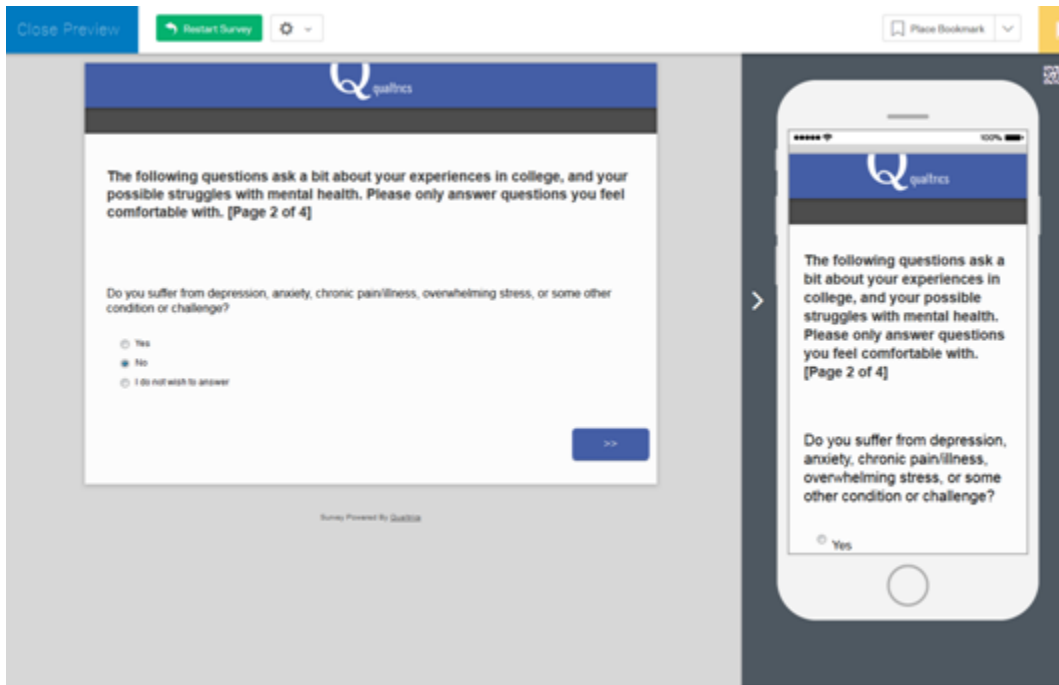 Close Preview
Restart Survey
Place Bookmark
Q qualtrics
The following questions ask a bit about your experiences in college, and your
possible struggles with mental health. Please only answer questions you feel
comfortable with. [Page 2 of 4]
Do you suffer from depression, anxiety, chronic pain/illness, overwhelming stress, or some other
condition or challenge?
Yes
No
I do not wish to answer
>>
Survey Powered By Qualtrics
100%
Q qualtrics
The following questions ask a
bit about your experiences in
college, and your possible
struggles with mental health.
Please only answer questions
you feel comfortable with.
[Page 2 of 4]
Do you suffer from depression,
anxiety, chronic pain/illness,
overwhelming stress, or some
other condition or challenge?
Yes